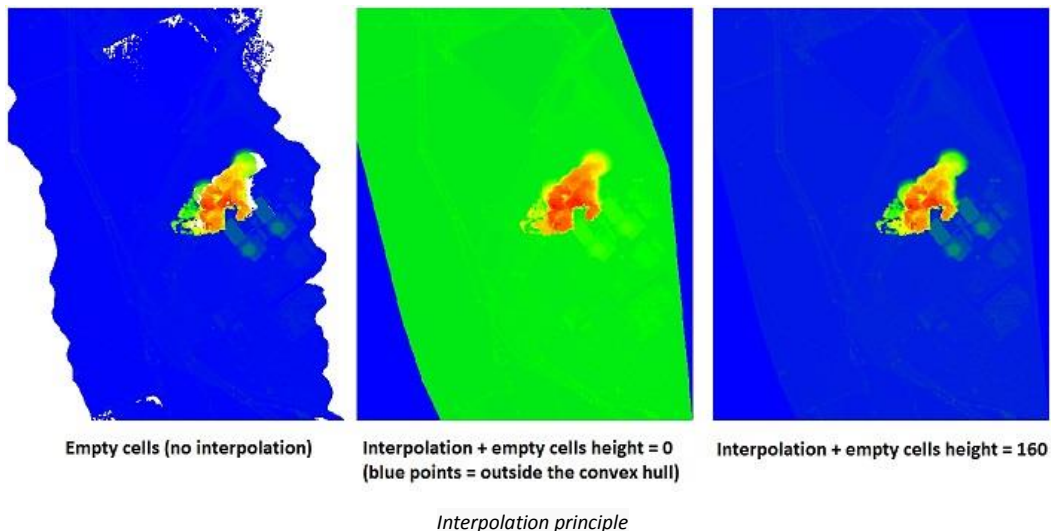 Empty cells (no interpolation)
Interpolation + empty cells height = 0
(blue points = outside the convex hull)
Interpolation + empty cells height = 160
Interpolation principle